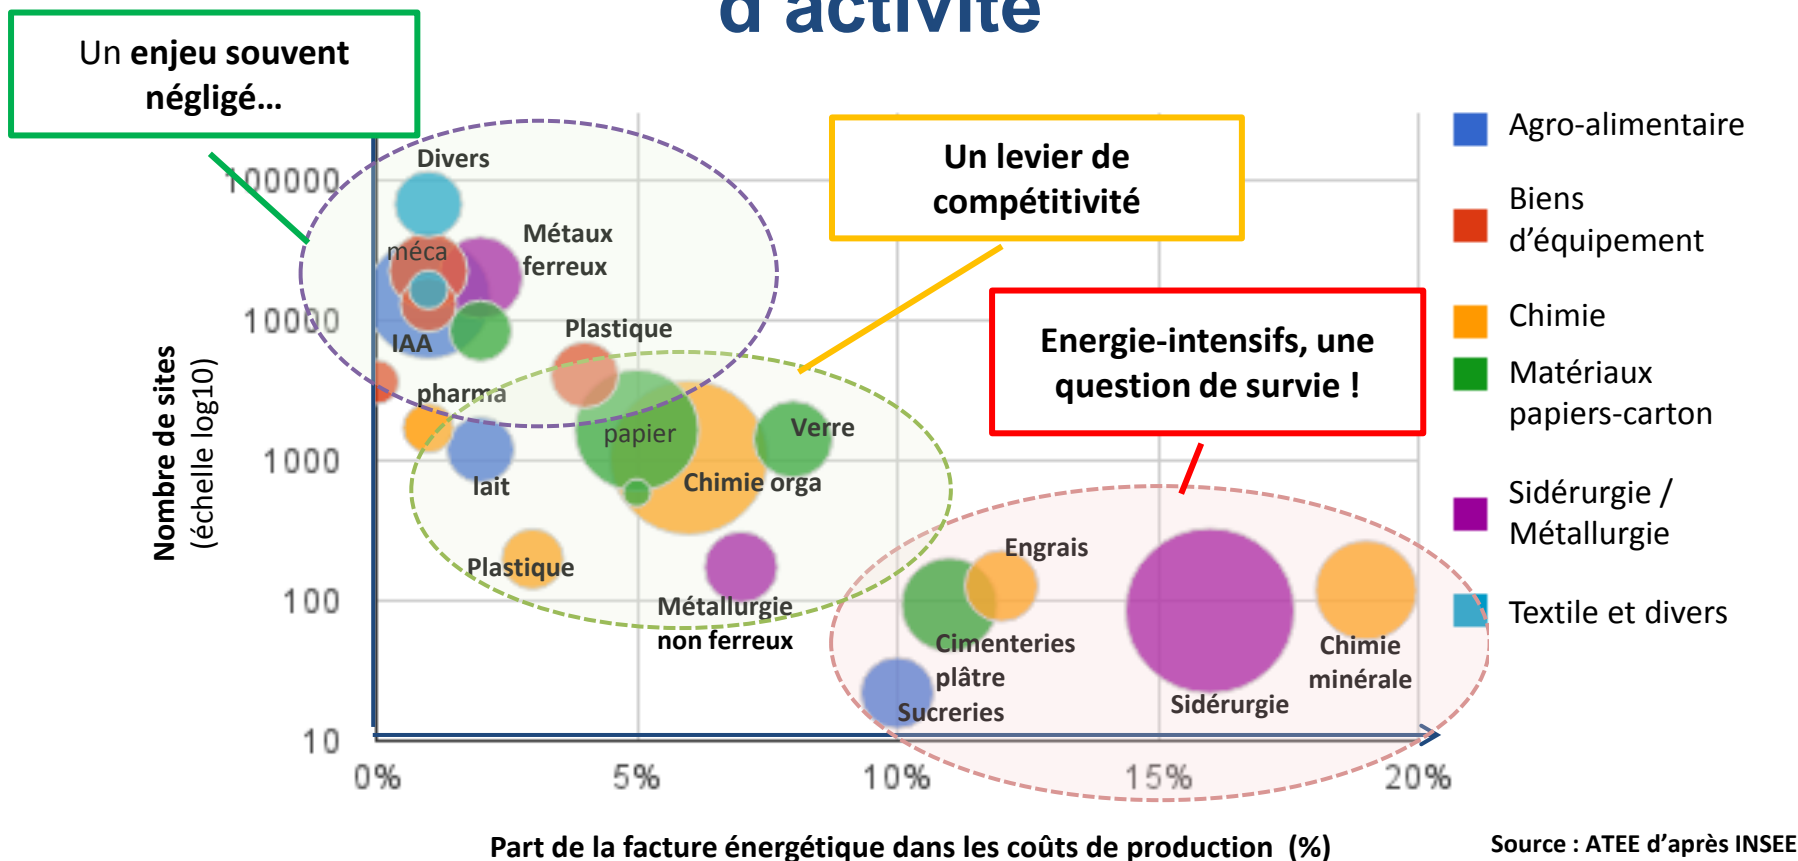 d'activité
Un enjeu souvent
négligé...
Un levier de
compétitivité
Energie-intensifs, une
question de survie !
Agro-alimentaire
Biens
d'équipement
Chimie
Matériaux
papiers-carton
Sidérurgie /
Métallurgie
Textile et divers
Nombre de sites
(échelle log10)
100000
10000
1000
100
10
Divers
méca
Métaux
ferreux
IAA
Plastique
pharma
lait
papier
Verre
Chimie orga
Plastique
Métallurgie
non ferreux
Engrais
Cimenteries
plâtre
Sucreries
Sidérurgie
Chimie
minérale
0%
5%
10%
15%
20%
Part de la facture énergétique dans les coûts de production (%)
Source : ATEE d'après INSEE